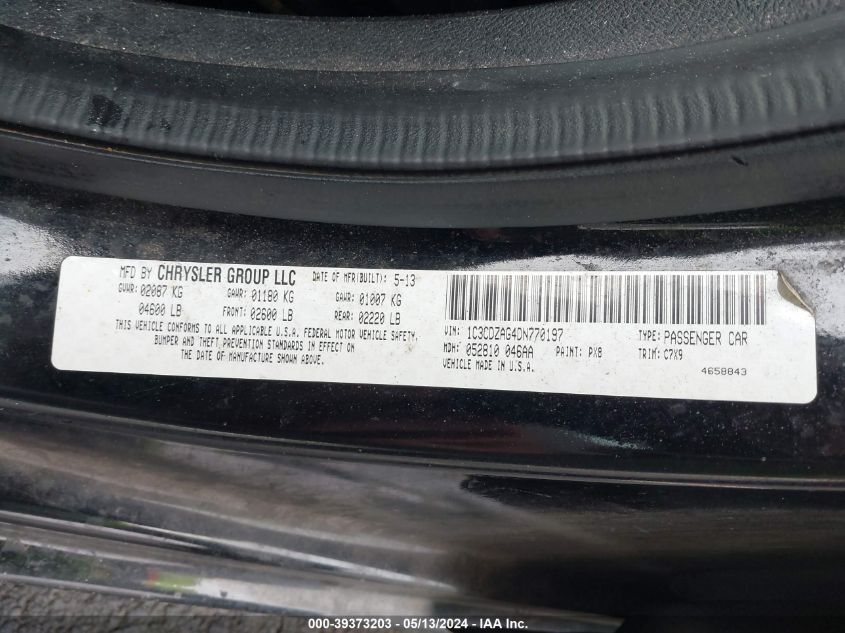 MFD BY CHRYSLER GROUP LLC DATE OF MFR(BUILT): 5-13
GVWR: 02087 KG GAWR: 01180 KG GAWR: 01007 KG
04600 LB FRONT: 02600 LB REAR: 02220 LB
THIS VEHICLE CONFORMS TO ALL APPLICABLE U.S.A. FEDERAL MOTOR VEHICLE SAFETY,
BUMPER AND THEFT PREVENTION STANDARDS IN EFFECT ON
THE DATE OF MANUFACTURE SHOWN ABOVE.
VIN: 1C3CDZAG4DN770197 TYPE: PASSENGER CAR
MDH: 052810 046AA PAINT: PX8 TRIM: C7X9
VEHICLE MADE IN U.S.A. 4658843
000-39373203 - 05/13/2024 - IAA Inc.